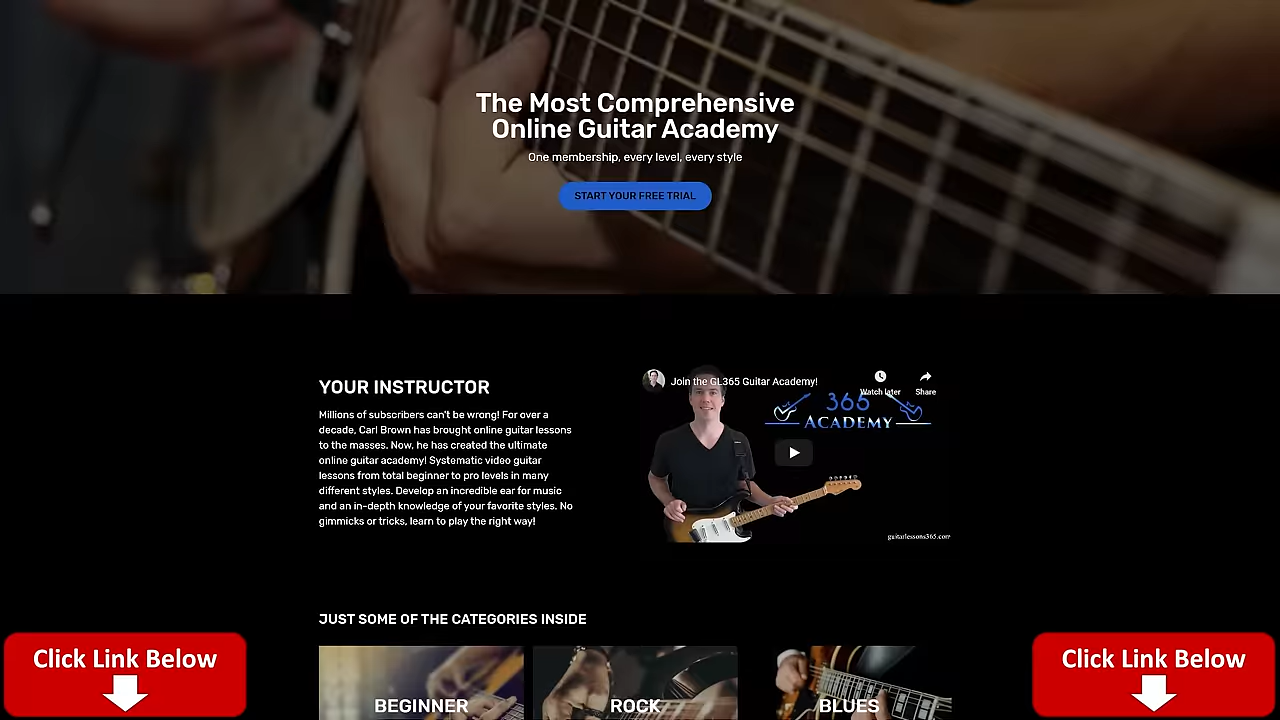 The Most Comprehensive
Online Guitar Academy
One membership, every level, every style
START YOUR FREE TRIAL
YOUR INSTRUCTOR
Millions of subscribers can't be wrong! For over a
decade, Carl Brown has brought online guitar lessons
to the masses. Now, he has created the ultimate
online guitar academy! Systematic video guitar
lessons from total beginner to pro levels in many
different styles. Develop an incredible ear for music
and an in-depth knowledge of your favorite styles. No
gimmicks or tricks, learn to play the right way!
Join the GL365 Guitar Academy!
Watch later
Share
365
ACADEMY
guitarlessons365.com
JUST SOME OF THE CATEGORIES INSIDE
BEGINNER
ROCK
BLUES
Click Link Below
Click Link Below